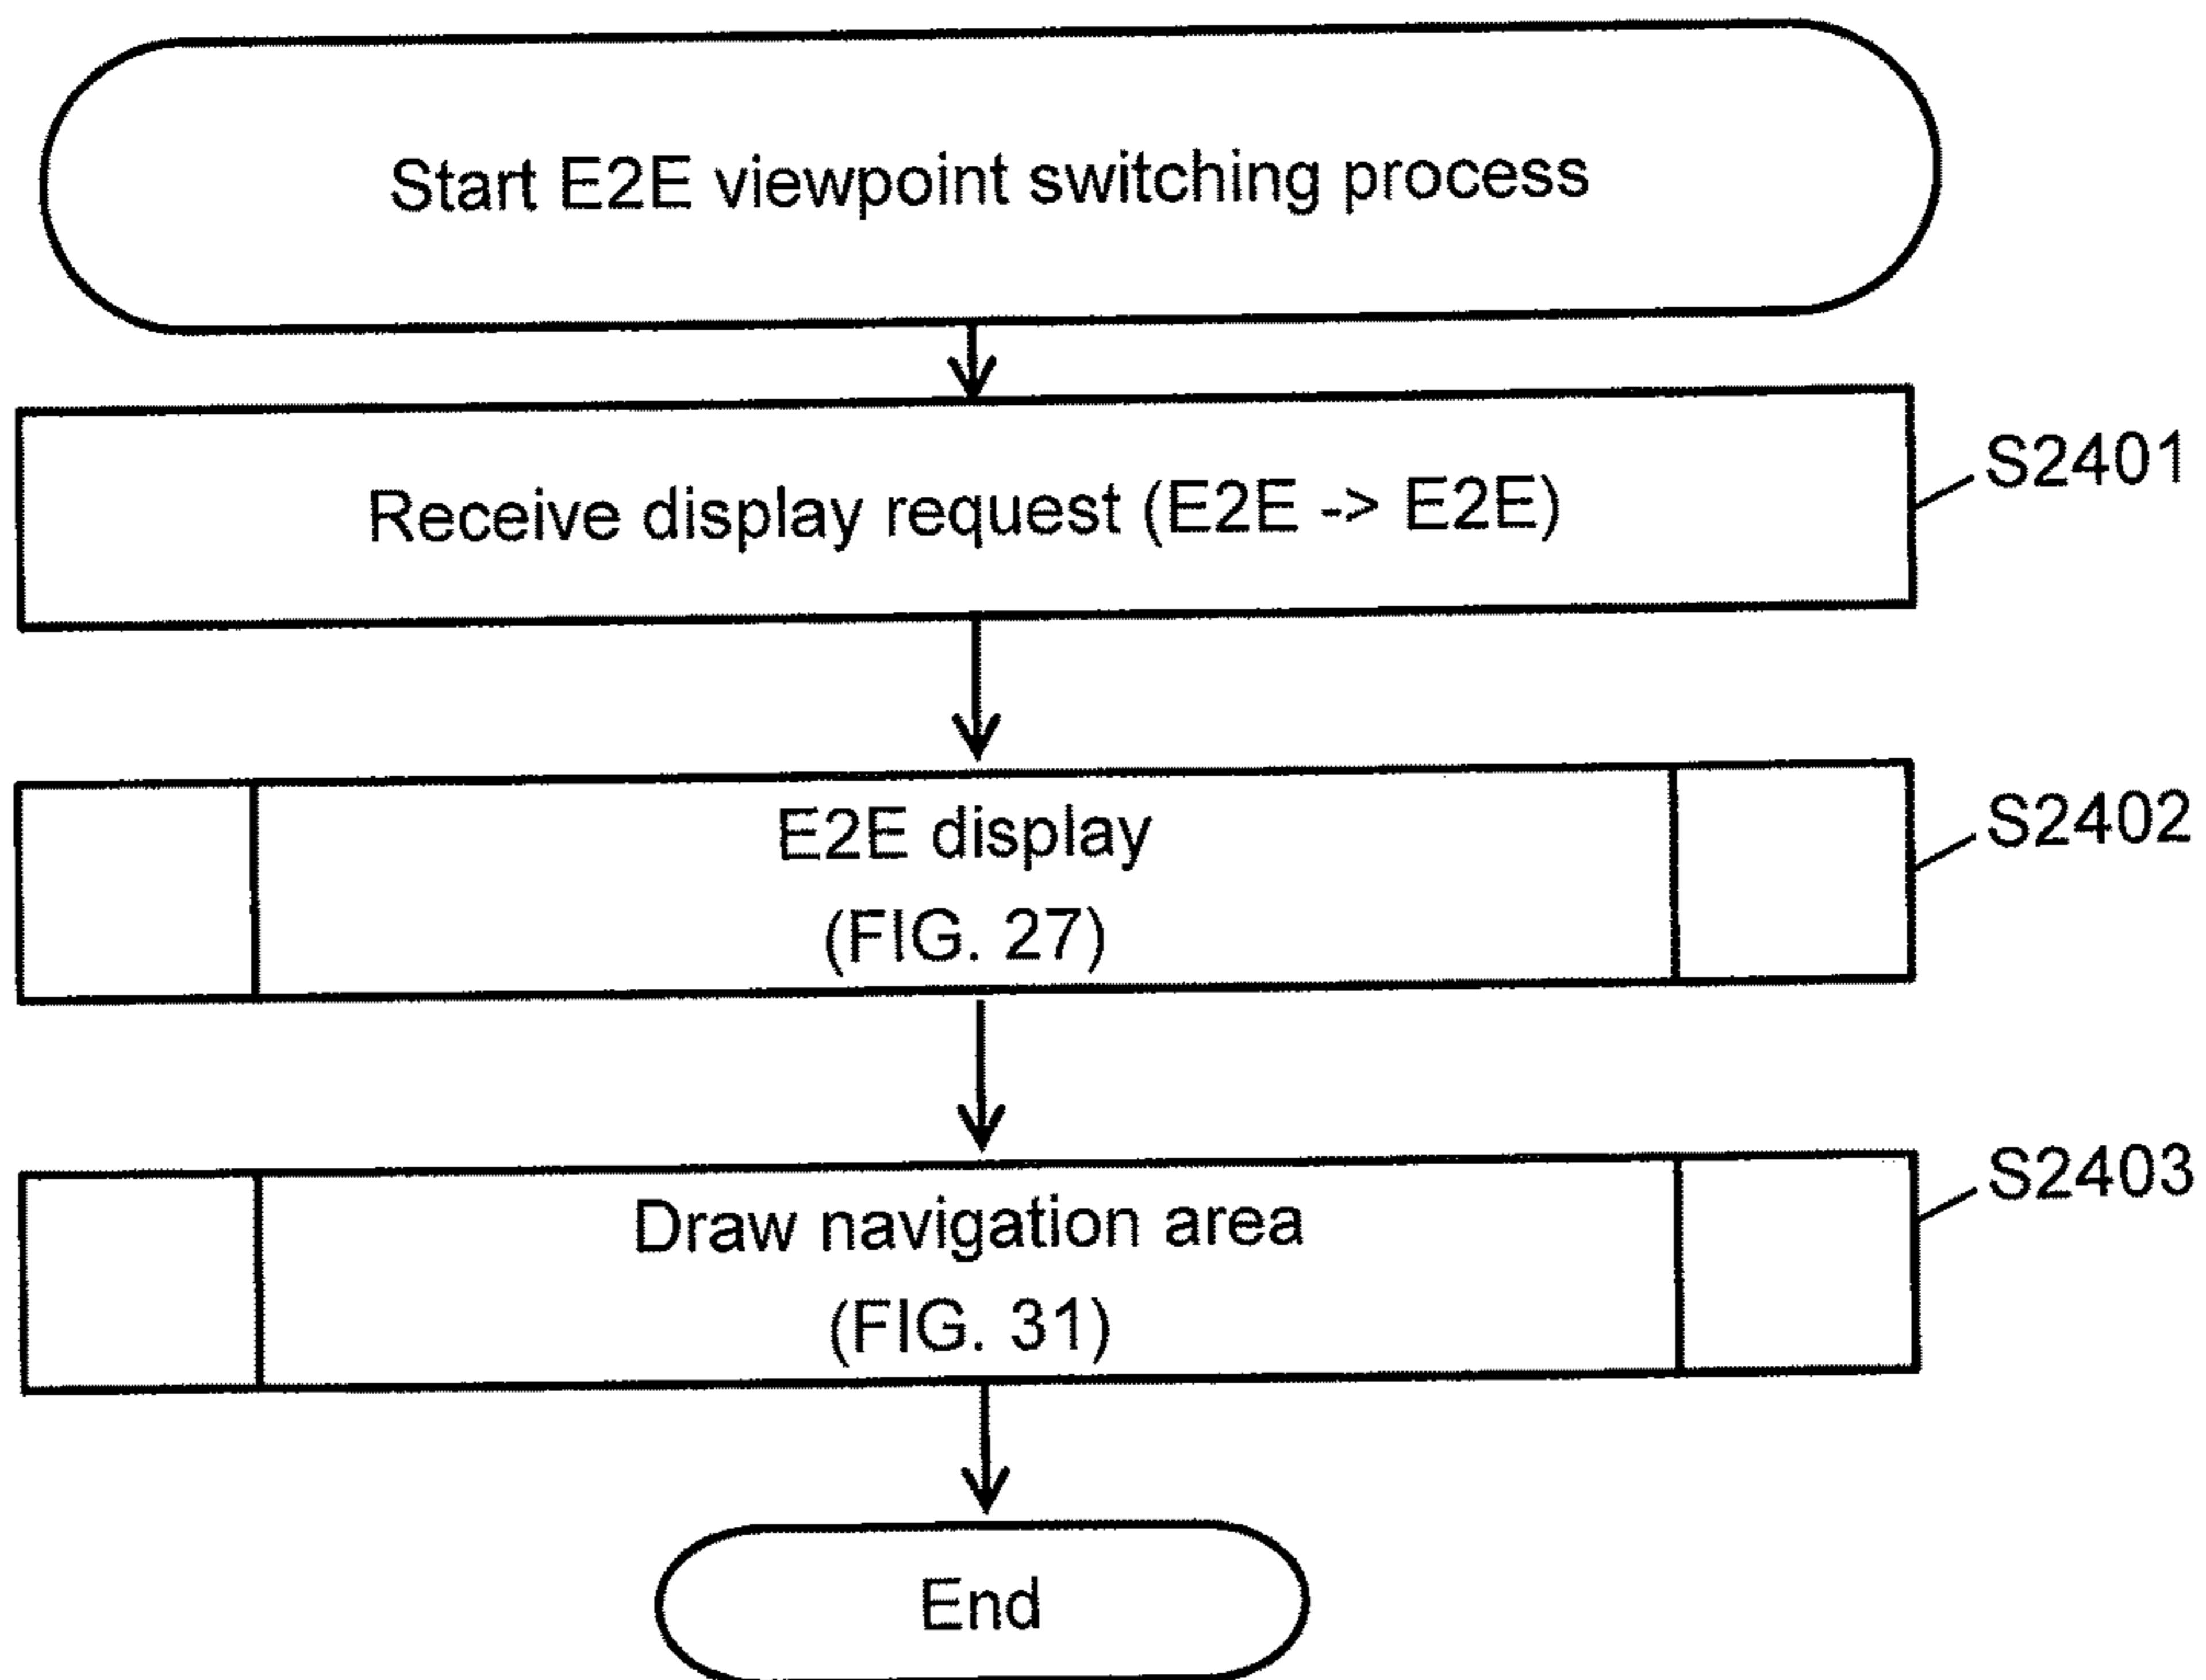 Start E2E viewpoint switching process
Receive display request (E2E -> E2E)
S2401
E2E display
(FIG. 27)
S2402
Draw navigation area
(FIG. 31)
S2403
End